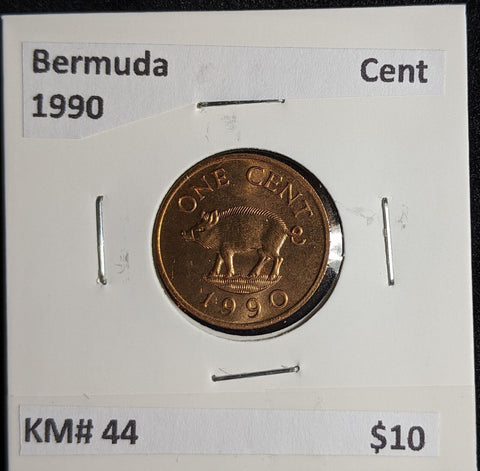 Bermuda Cent
1990
ONE CENT
1990
KM# 44 $10